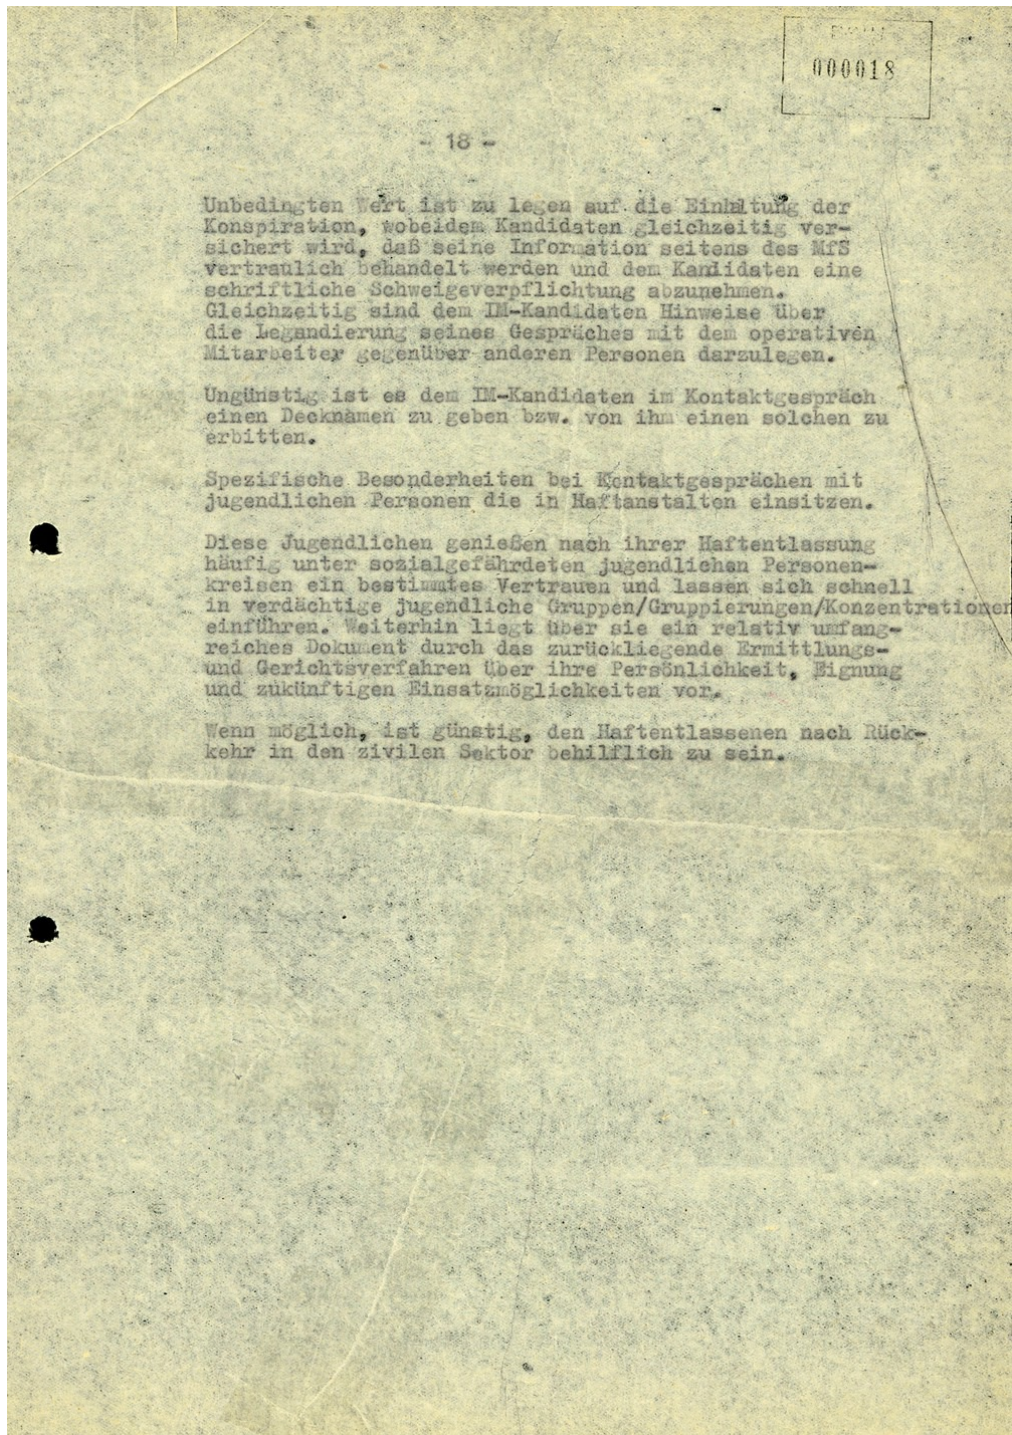 000018
- 18 -
Unbedingten Wert ist zu legen auf die Einhaltung der
Konspiration, wobeidem Kandidaten gleichzeitig ver-
sichert wird, daß seine Information seitens des MfS
vertraulich behandelt werden und dem Kandidaten eine
schriftliche Schweigeverpflichtung abzunehmen.
Gleichzeitig sind dem IM-Kandidaten Hinweise über
die Legandierung seines Gespräches mit dem operativen
Mitarbeiter gegenüber anderen Personen darzulegen.
Ungünstig ist es dem IM-Kandidaten im Kontaktgespräch
einen Decknamen zu geben bzw. von ihm einen solchen zu
erbitten.
Spezifische Besonderheiten bei Kontaktgesprächen mit
jugendlichen Personen die in Haftanstalten einsitzen.
Diese Jugendlichen genießen nach ihrer Haftentlassung
häufig unter sozialgefährdeten jugendlichen Personen-
kreisen ein bestimmtes Vertrauen und lassen sich schnell
in verdächtige jugendliche Gruppen/Gruppierungen/Konzentrationen
einführen. Weiterhin liegt über sie ein relativ umfang-
reiches Dokument durch das zurückliegende Ermittlungs-
und Gerichtsverfahren über ihre Persönlichkeit, Eignung
und zukünftigen Einsatzmöglichkeiten vor.
Wenn möglich, ist günstig, den Haftentlassenen nach Rück-
kehr in den zivilen Sektor behilflich zu sein.